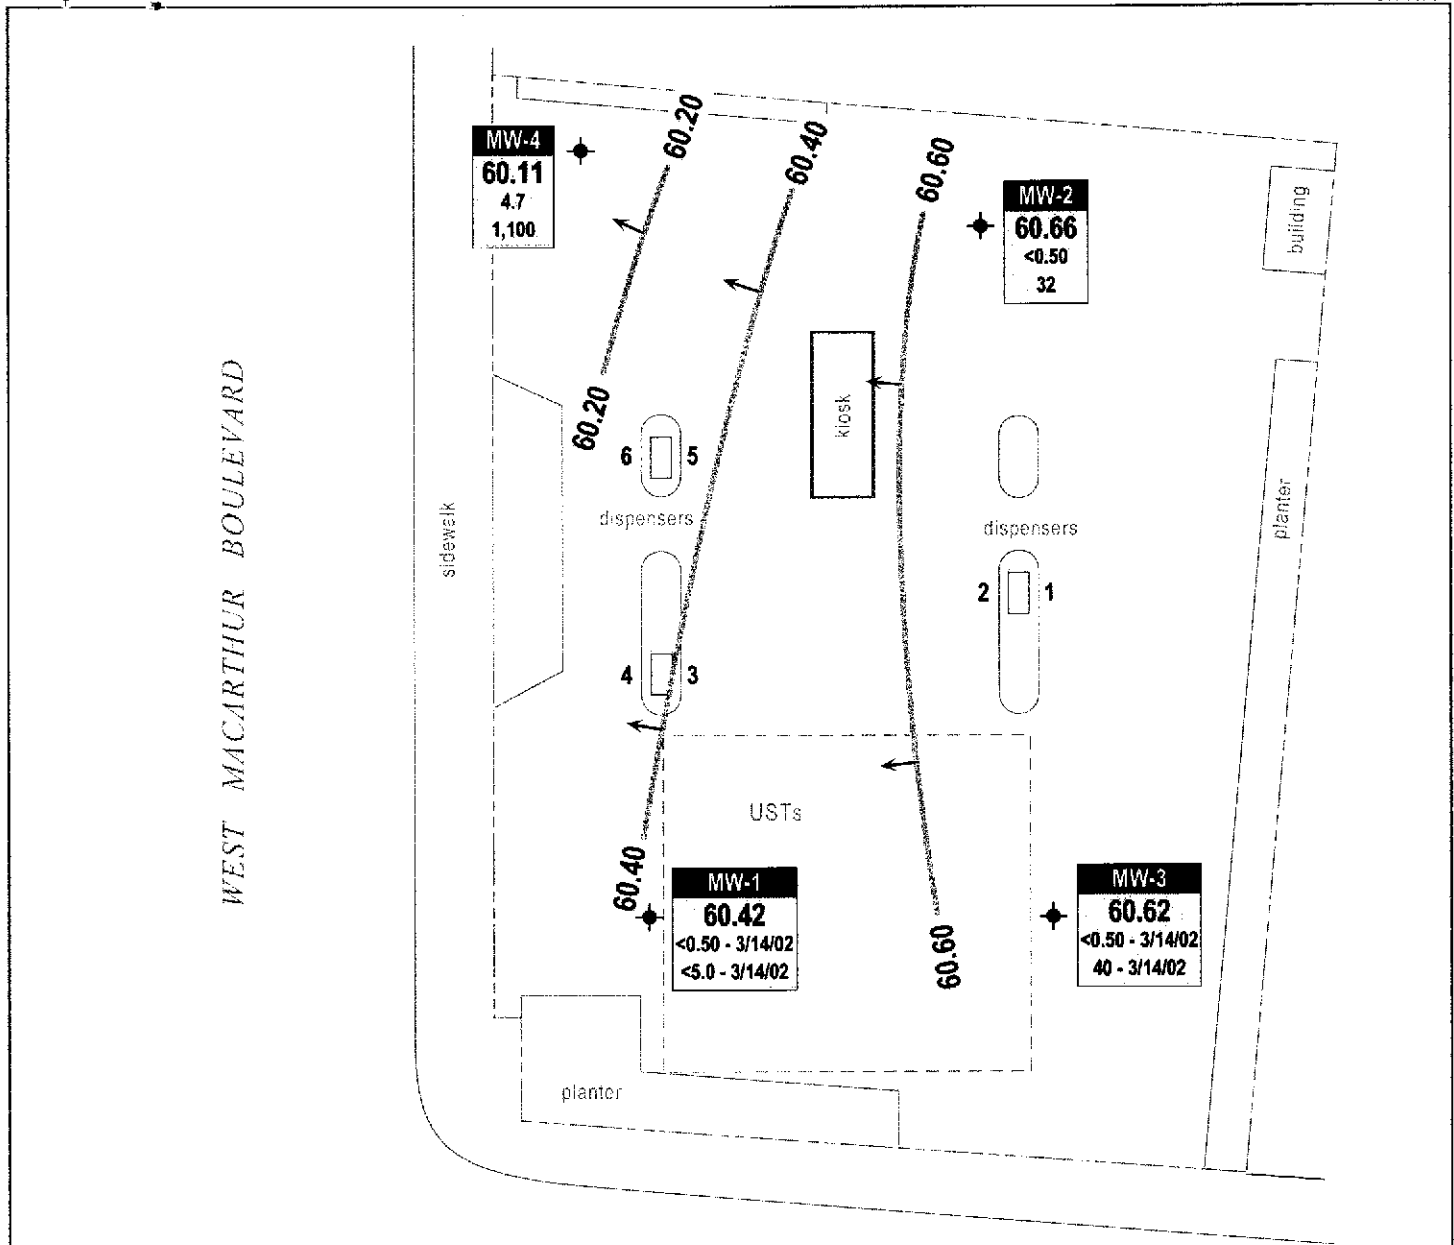 60.20
60.40
60.60
MW-4
60.11
4.7
1,100
MW-2
60.66
<0.50
32
building
60.20
kiosk
6
5
dispensers
dispensers
sidewalk
WEST MACARTHUR BOULEVARD
planter
2
1
4
3
USTs
60.40
MW-1
60.42
<0.50 - 3/14/02
<5.0 - 3/14/02
60.60
MW-3
60.62
<0.50 - 3/14/02
40 - 3/14/02
planter